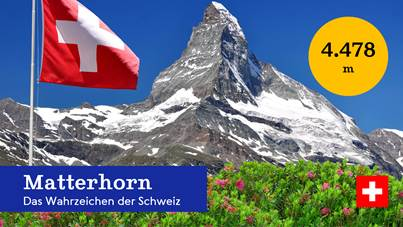 4.478
m
Matterhorn
Das Wahrzeichen der Schweiz